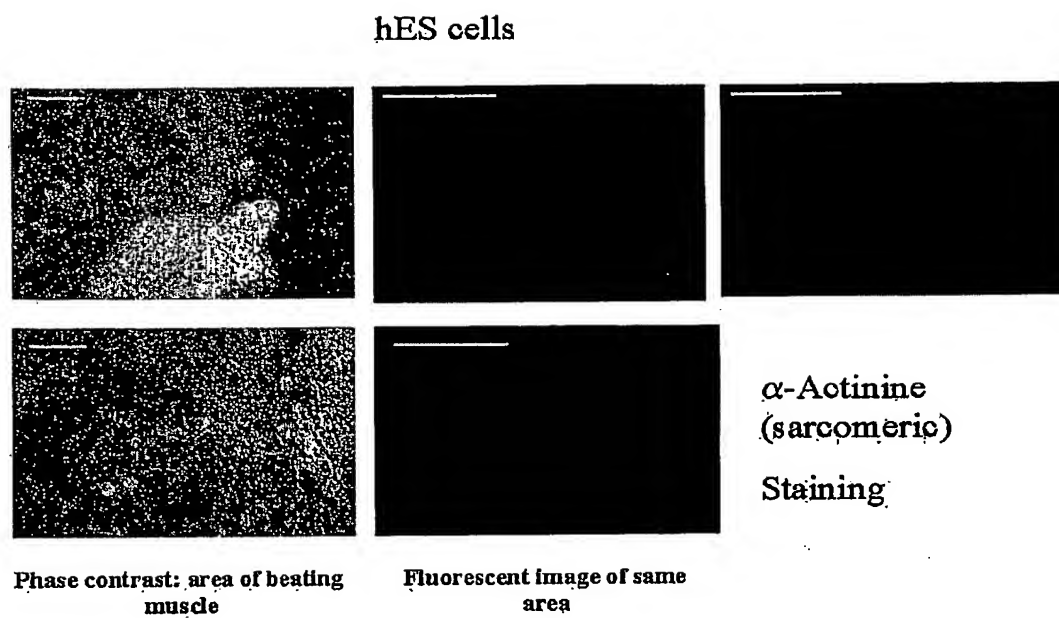 hES cells
α-Actinine
(sarcomeric)
Staining
Phase contrast: area of beating
muscle
Fluorescent image of same
area